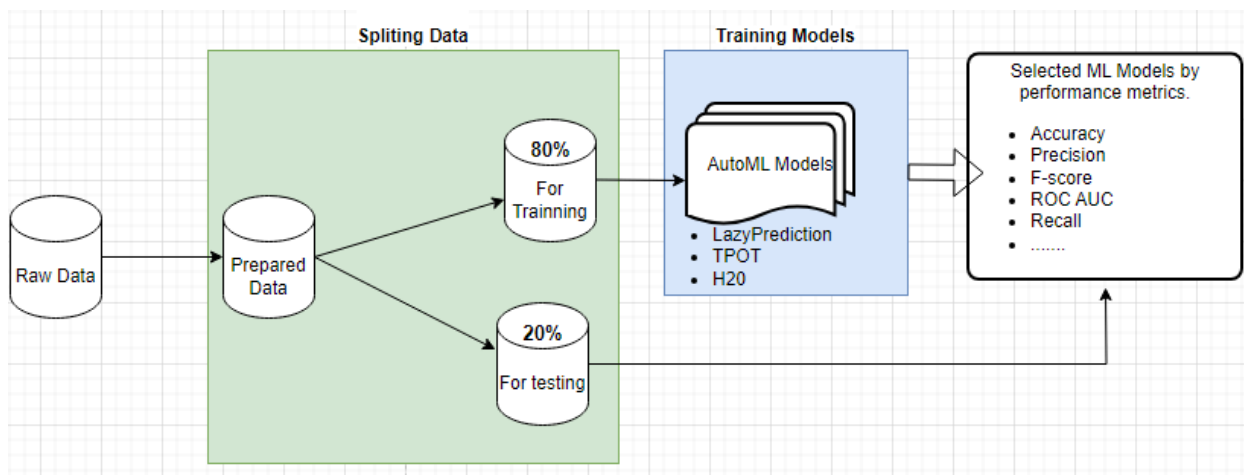 Spliting Data
Training Models
Raw Data
Prepared
Data
80%
For
Trainning
20%
For testing
AutoML Models
LazyPrediction
TPOT
H20
Selected ML Models by
performance metrics.
Accuracy
Precision
F-score
ROC AUC
Recall
.......